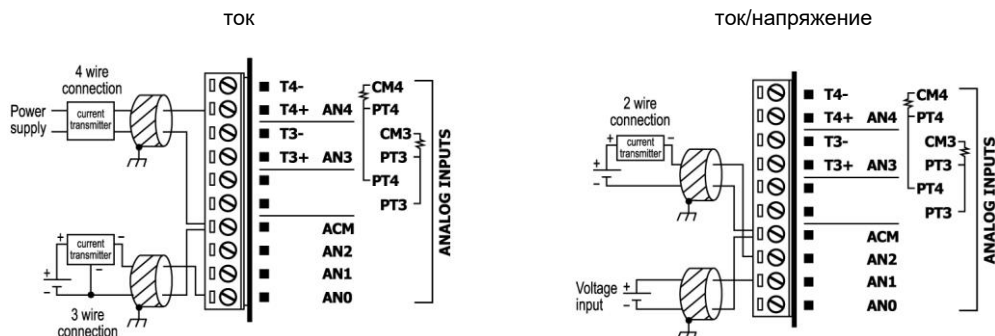 ток
4 wire
connection
Power
supply
current
transmitter
T4-
T4+ AN4
T3-
T3+ AN3
CM4
PT4
CM3
PT3
PT4
PT3
ACM
AN2
AN1
AN0
ANALOG INPUTS
+
current
transmitter
-
+
-
-
3 wire
connection
ток/напряжение
2 wire
connection
+
current
transmitter
-
+
-
T4-
T4+ AN4
T3-
T3+ AN3
CM4
PT4
CM3
PT3
PT4
PT3
ACM
AN2
AN1
AN0
ANALOG INPUTS
Voltage
input
+
-